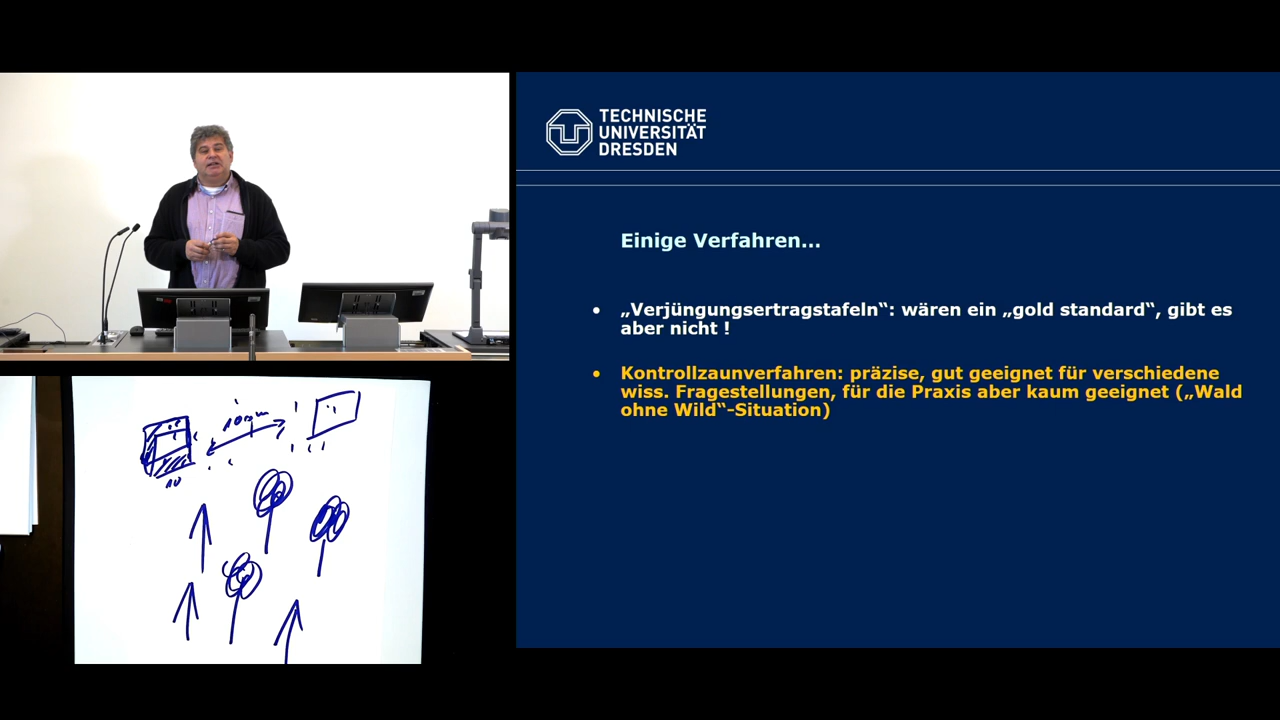 TECHNISCHE
UNIVERSITÄT
DRESDEN
Einige Verfahren...
• „Verjüngungsertragstafeln“: wären ein „gold standard“, gibt es
aber nicht !
• Kontrollzaunverfahren: präzise, gut geeignet für verschiedene
wiss. Fragestellungen, für die Praxis aber kaum geeignet („Wald
ohne Wild“-Situation)
10